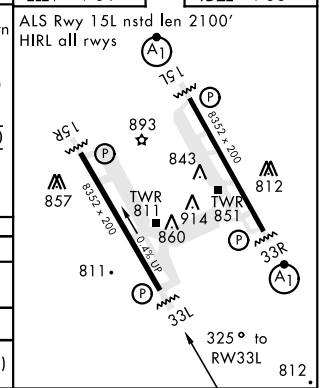 ALS Rwy 15L nstd len 2100'
HIRL all rwys
A1
15L
P
15R
893
P
8352 x 200
843
8352 x 200
812
857
TWR
811
TWR
851
914
860
0.4% UP
P
33R
811
A1
P
33L
325° to
RW33L
812